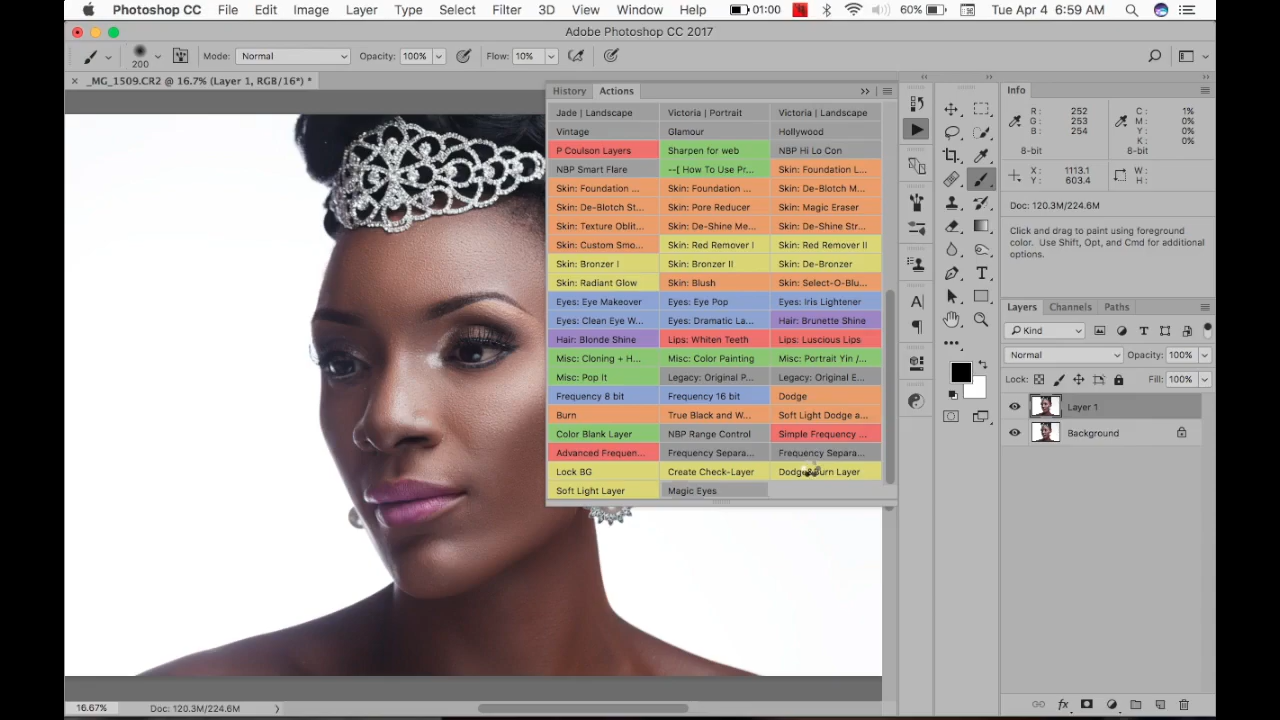 Photoshop CC File Edit Image Layer Type Select Filter 3D View Window Help 01:00 60% Tue Apr 4 6:59 AM
Adobe Photoshop CC 2017
200 Mode: Normal Opacity: 100% Flow: 10%
× _MG_1509.CR2 @ 16.7% (Layer 1, RGB/16*) *
History Actions
Jade | Landscape Victoria | Portrait Victoria | Landscape
Vintage Glamour Hollywood
P Coulson Layers Sharpen for web NBP Hi Lo Con
NBP Smart Flare --[ How To Use Pr... Skin: Foundation L...
Skin: Foundation ... Skin: Foundation ... Skin: De-Blotch M...
Skin: De-Blotch St... Skin: Pore Reducer Skin: Magic Eraser
Skin: Texture Oblit... Skin: De-Shine Me... Skin: De-Shine Str...
Skin: Custom Smo... Skin: Red Remover I Skin: Red Remover II
Skin: Bronzer I Skin: Bronzer II Skin: De-Bronzer
Skin: Radiant Glow Skin: Blush Skin: Select-O-Blu...
Eyes: Eye Makeover Eyes: Eye Pop Eyes: Iris Lightener
Eyes: Clean Eye W... Eyes: Dramatic La... Hair: Brunette Shine
Hair: Blonde Shine Lips: Whiten Teeth Lips: Luscious Lips
Misc: Cloning + H... Misc: Color Painting Misc: Portrait Yin /...
Misc: Pop It Legacy: Original P... Legacy: Original E...
Frequency 8 bit Frequency 16 bit Dodge
Burn True Black and W... Soft Light Dodge a...
Color Blank Layer NBP Range Control Simple Frequency ...
Advanced Frequen... Frequency Separa... Frequency Separa...
Lock BG Create Check-Layer Dodge Burn Layer
Soft Light Layer Magic Eyes
Info
R: 252 C: 1%
G: 253 M: 0%
B: 254 Y: 0%
K: 0%
8-bit 8-bit
X: 1113.1 W:
Y: 603.4 H:
Doc: 120.3M/224.6M
Click and drag to paint using foreground
color. Use Shift, Opt, and Cmd for additional
options.
Layers Channels Paths
Kind
Normal Opacity: 100%
Lock: Fill: 100%
Layer 1
Background
fx
16.67% Doc: 120.3M/224.6M